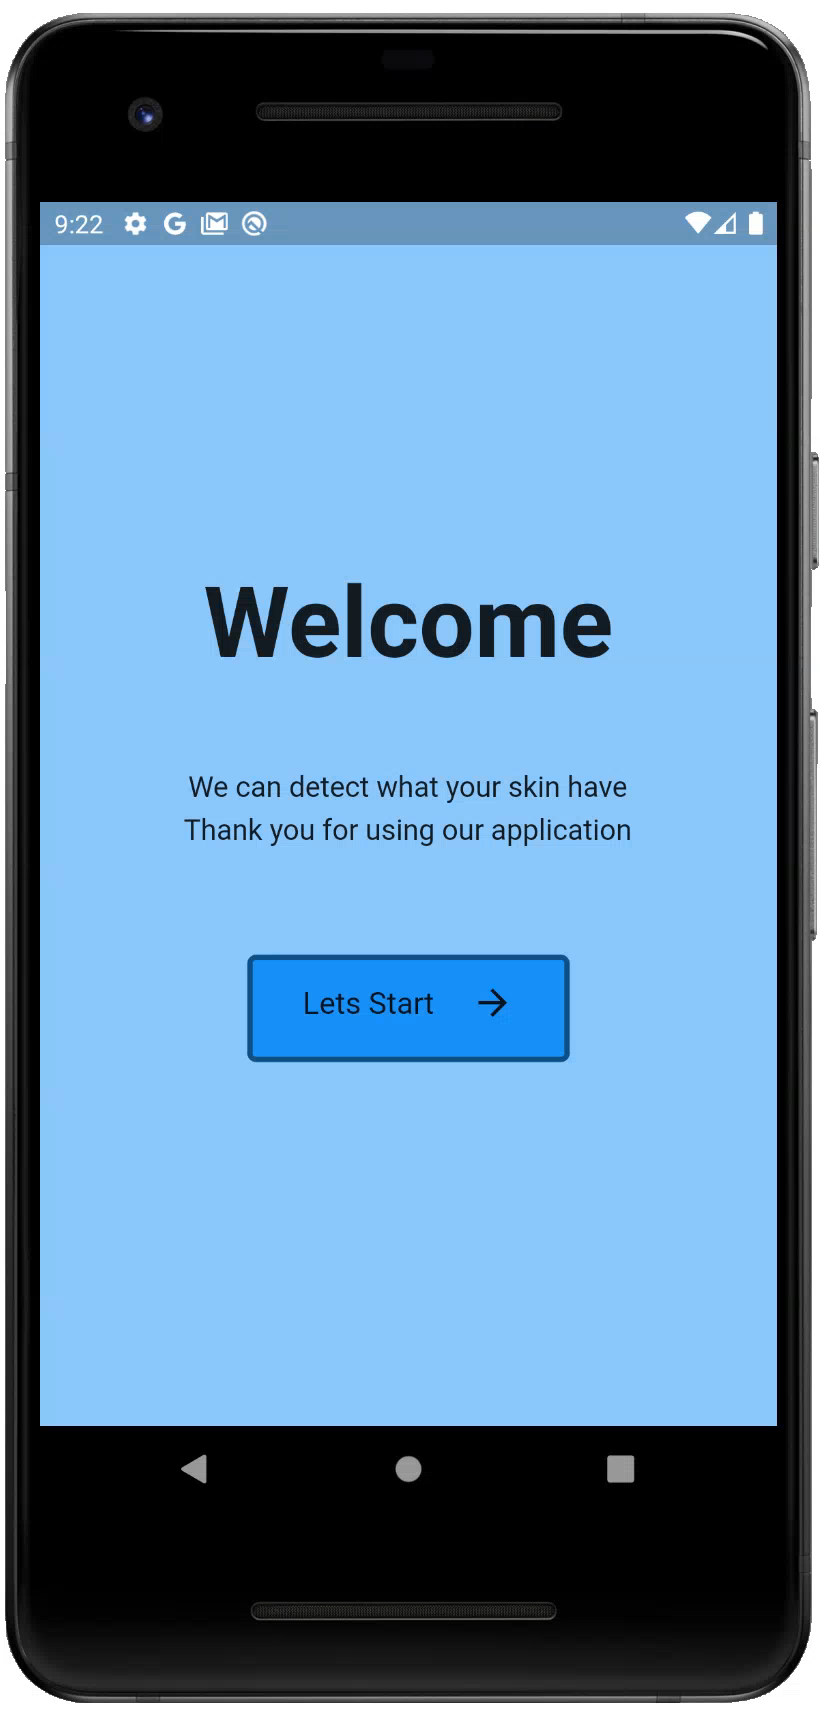 9:22
Welcome
We can detect what your skin have
Thank you for using our application
Lets Start